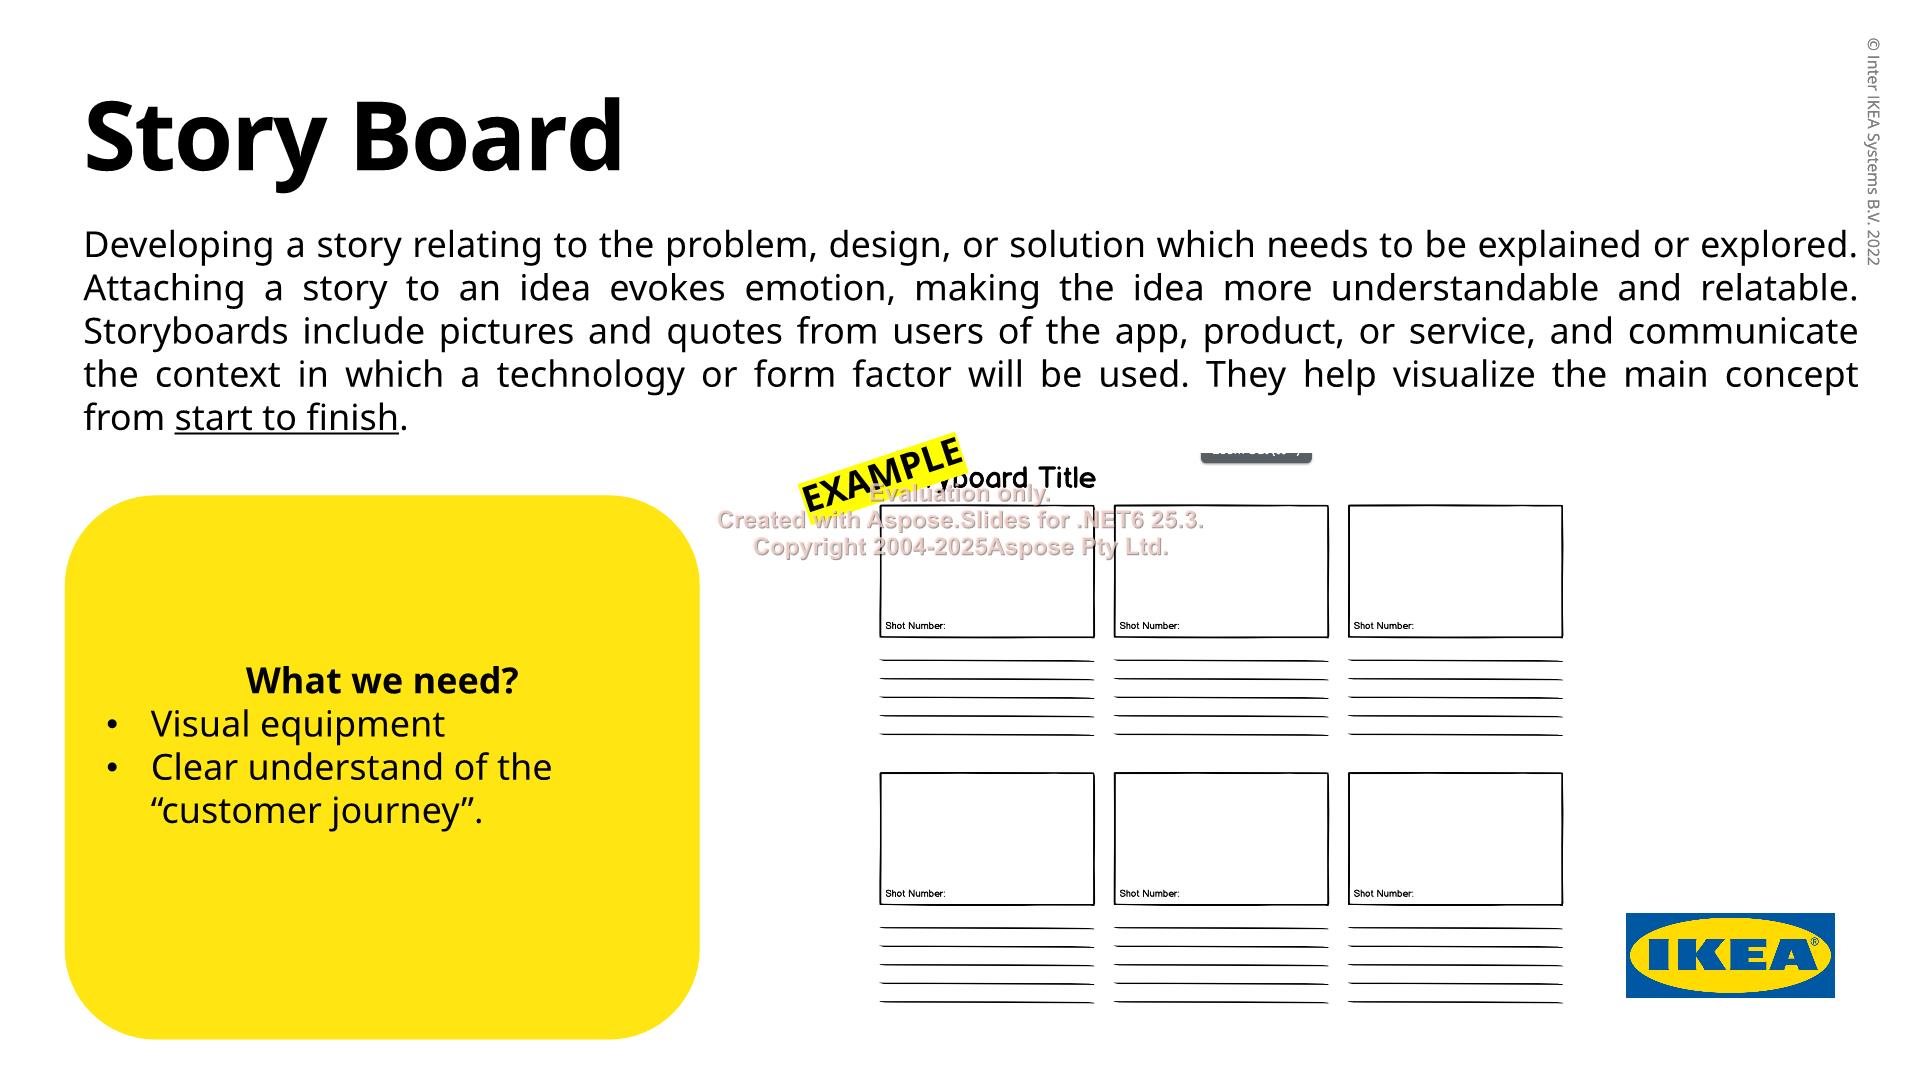 Story Board
© Inter IKEA Systems B.V. 2022
Developing a story relating to the problem, design, or solution which needs to be explained or explored.
Attaching a story to an idea evokes emotion, making the idea more understandable and relatable.
Storyboards include pictures and quotes from users of the app, product, or service, and communicate
the context in which a technology or form factor will be used. They help visualize the main concept
from start to finish.
EXAMPLE
yboard Title
Evaluation only.
Created with Aspose.Slides for .NET6 25.3.
Copyright 2004-2025Aspose Pty Ltd.
What we need?
• Visual equipment
• Clear understand of the
“customer journey”.
Shot Number:
Shot Number:
Shot Number:
Shot Number:
Shot Number:
Shot Number:
IKEA®